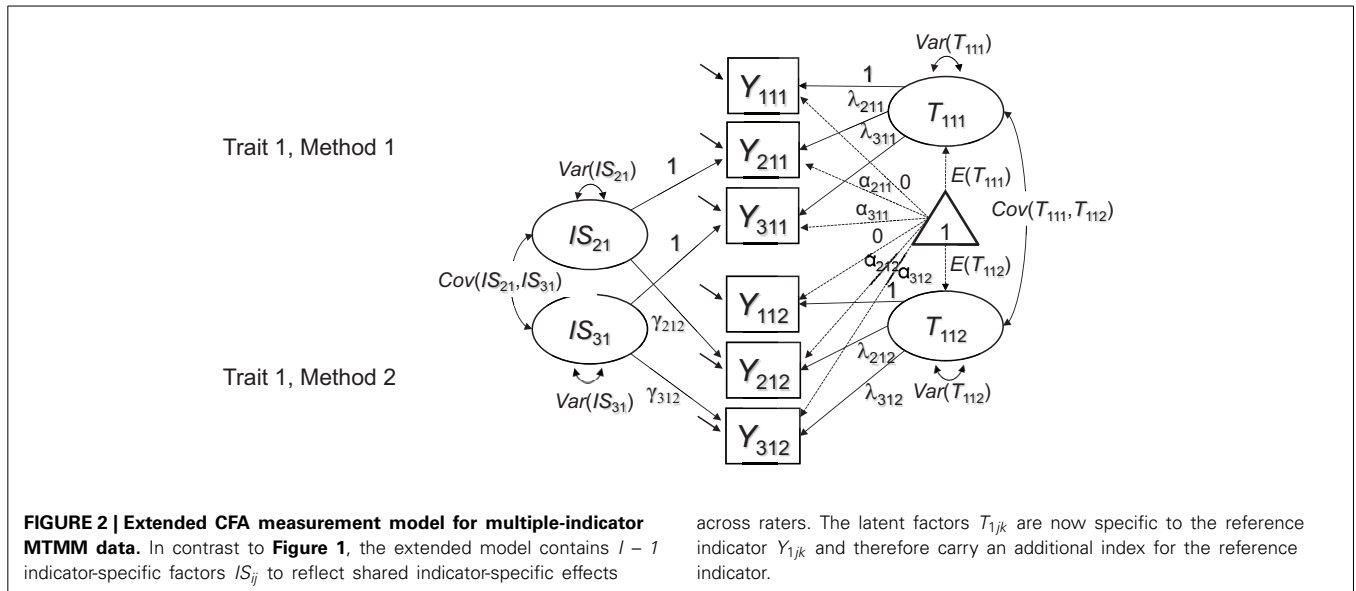 Var(T₁₁₁)
Y₁₁₁
1
λ₂₁₁
T₁₁₁
λ₃₁₁
Trait 1, Method 1
Y₂₁₁
Var(IS₂₁)
1
α₂₁₁ 0
E(T₁₁₁)
IS₂₁
1
Y₃₁₁
α₃₁₁
1
Cov(T₁₁₁,T₁₁₂)
0
Cov(IS₂₁,IS₃₁)
α₂₁₂
α₃₁₂
E(T₁₁₂)
IS₃₁
γ₂₁₂
Y₁₁₂
1
T₁₁₂
Trait 1, Method 2
Var(IS₃₁)
γ₃₁₂
Y₂₁₂
λ₂₁₂
λ₃₁₂
Var(T₁₁₂)
Y₃₁₂
FIGURE 2 | Extended CFA measurement model for multiple-indicator
MTMM data. In contrast to Figure 1, the extended model contains I – 1
indicator-specific factors ISᵢⱼ to reflect shared indicator-specific effects
across raters. The latent factors T₁ⱼₖ are now specific to the reference
indicator Y₁ⱼₖ and therefore carry an additional index for the reference
indicator.